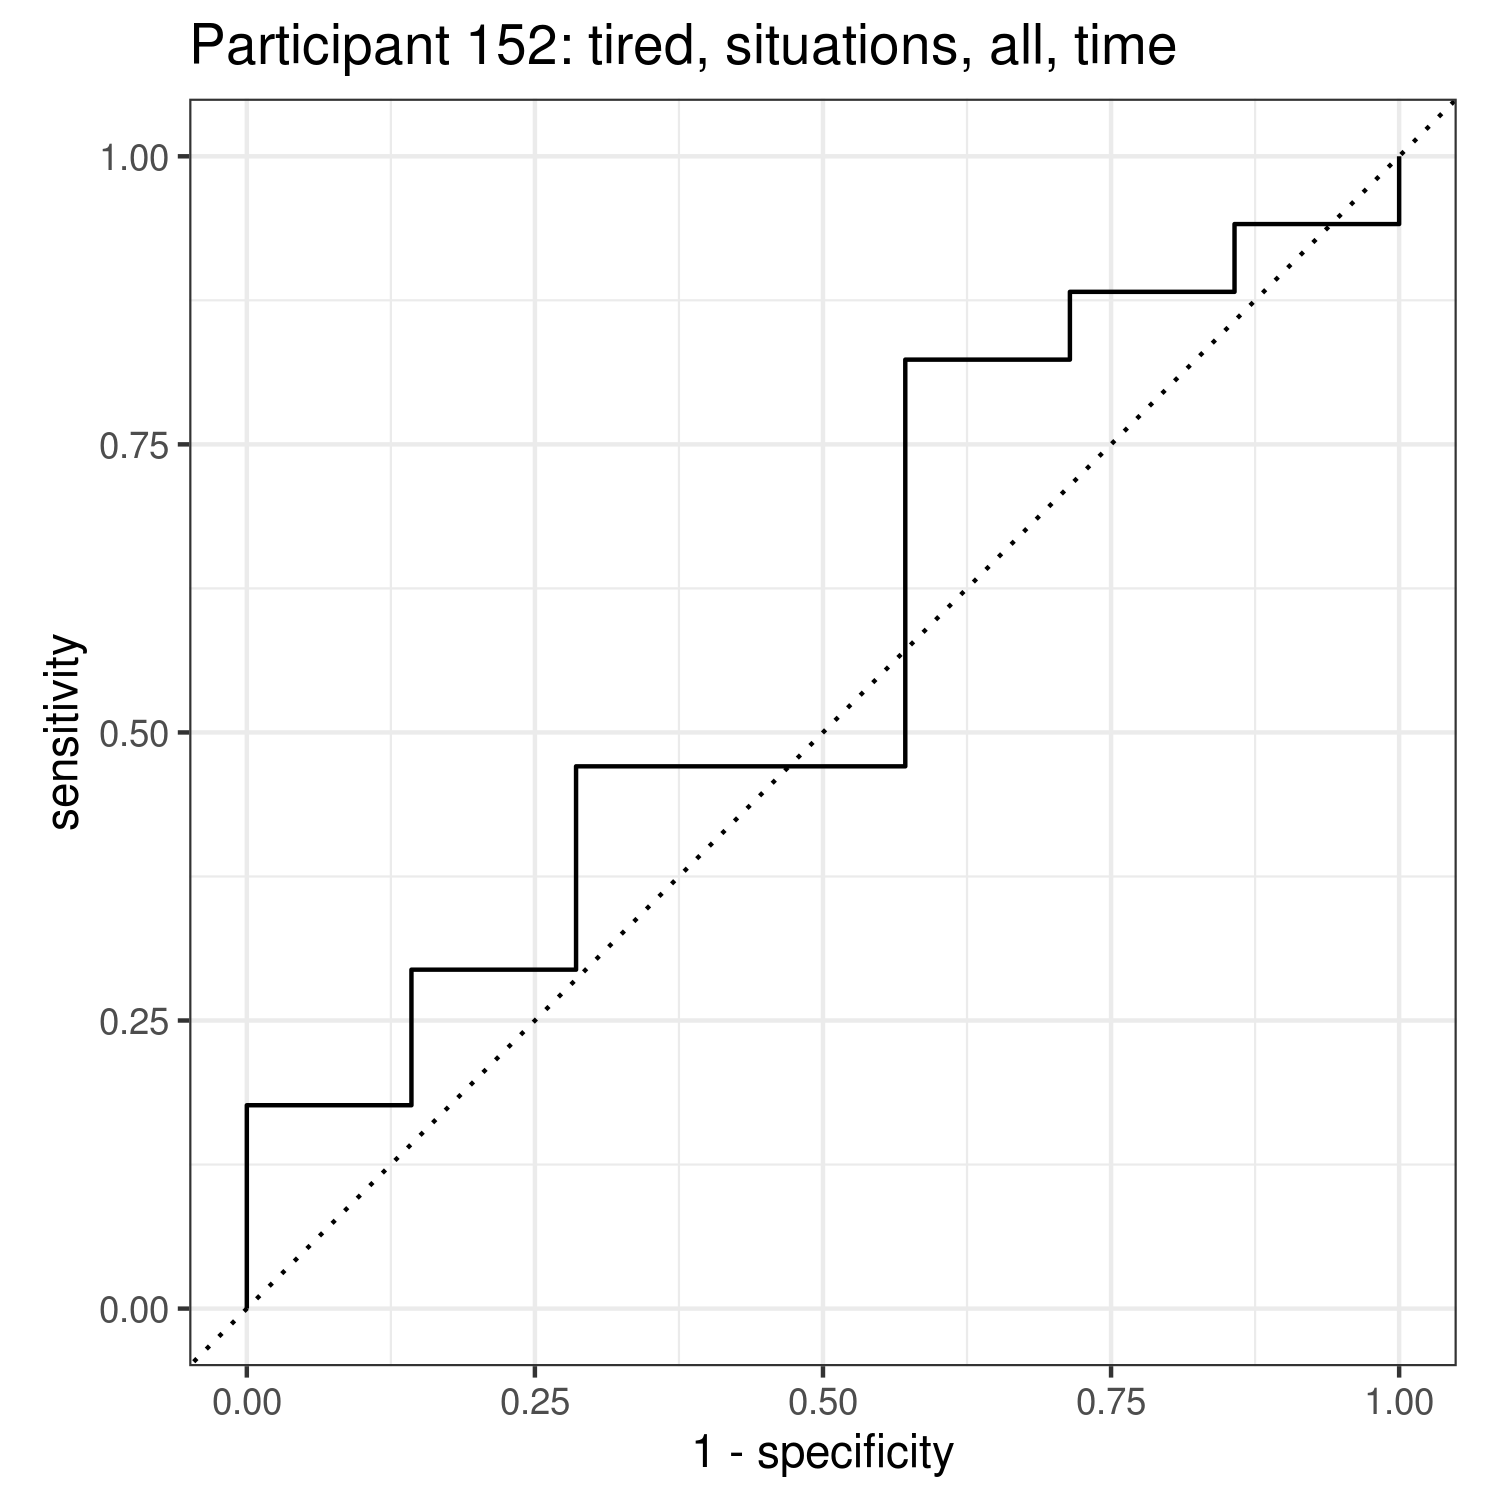 Participant 152: tired, situations, all, time
1.00
0.75
0.50
0.25
0.00
sensitivity
0.00 0.25 0.50 0.75 1.00
1 - specificity